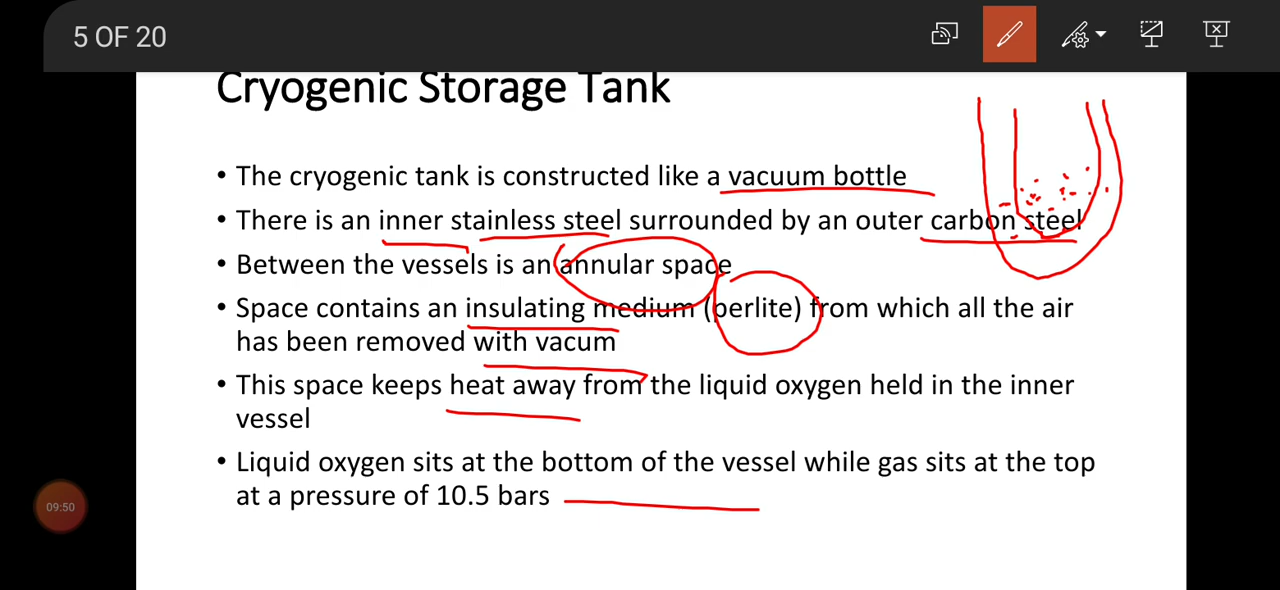 5 OF 20
Cryogenic Storage Tank
• The cryogenic tank is constructed like a vacuum bottle
• There is an inner stainless steel surrounded by an outer carbon steel
• Between the vessels is an annular space
• Space contains an insulating medium (perlite) from which all the air
has been removed with vacum
• This space keeps heat away from the liquid oxygen held in the inner
vessel
• Liquid oxygen sits at the bottom of the vessel while gas sits at the top
at a pressure of 10.5 bars
09:50